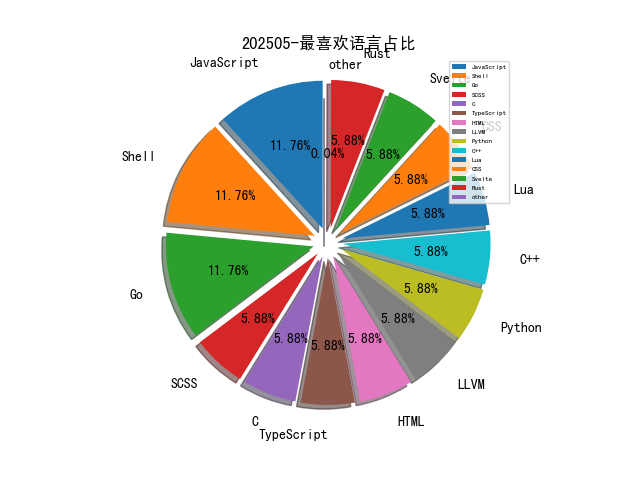 202505-最喜欢语言占比
JavaScript
Shell
Go
SCSS
C
TypeScript
HTML
LLVM
Python
C++
Lua
CSS
Svelte
Rust
other
11.76%
11.76%
11.76%
5.88%
5.88%
5.88%
5.88%
5.88%
5.88%
5.88%
5.88%
5.88%
5.88%
5.88%
0.04%
JavaScript
Shell
Go
SCSS
C
TypeScript
HTML
LLVM
Python
C++
Lua
CSS
Svelte
Rust
other